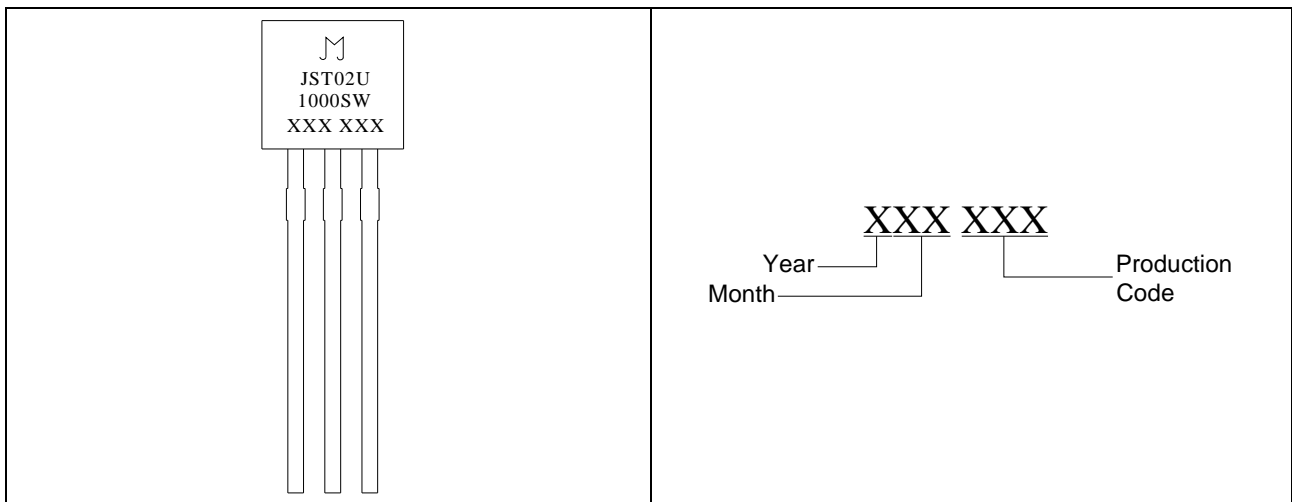 JST02U
1000SW
XXX XXX
XXX XXX
Year
Month
Production
Code